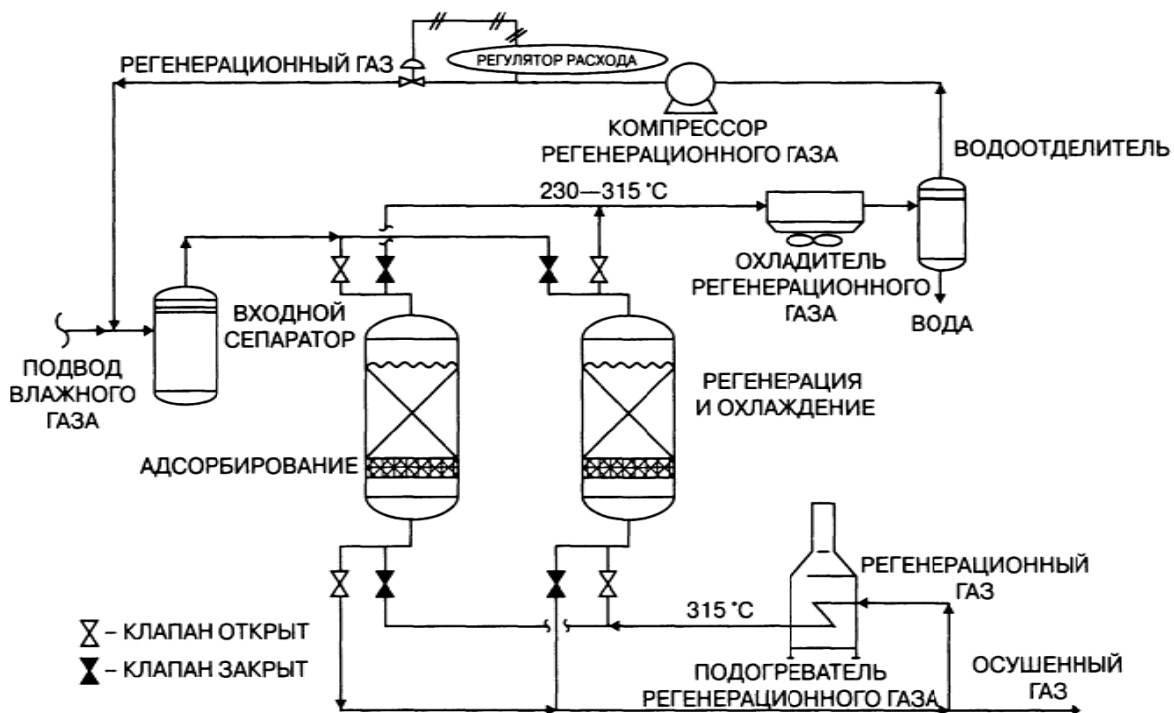 РЕГЕНЕРАЦИОННЫЙ ГАЗ
РЕГУЛЯТОР РАСХОДА
КОМПРЕССОР
РЕГЕНЕРАЦИОННОГО ГАЗА
ВОДООТДЕЛИТЕЛЬ
230—315 °C
ОХЛАДИТЕЛЬ
РЕГЕНЕРАЦИОННОГО
ГАЗА
ВОДА
ВХОДНОЙ
СЕПАРАТОР
ПОДВОД
ВЛАЖНОГО
ГАЗА
РЕГЕНЕРАЦИЯ
И ОХЛАЖДЕНИЕ
АДСОРБИРОВАНИЕ
РЕГЕНЕРАЦИОННЫЙ
ГАЗ
315 °C
– КЛАПАН ОТКРЫТ
– КЛАПАН ЗАКРЫТ
ПОДОГРЕВАТЕЛЬ
РЕГЕНЕРАЦИОННОГО ГАЗА
ОСУШЕННЫЙ
ГАЗ